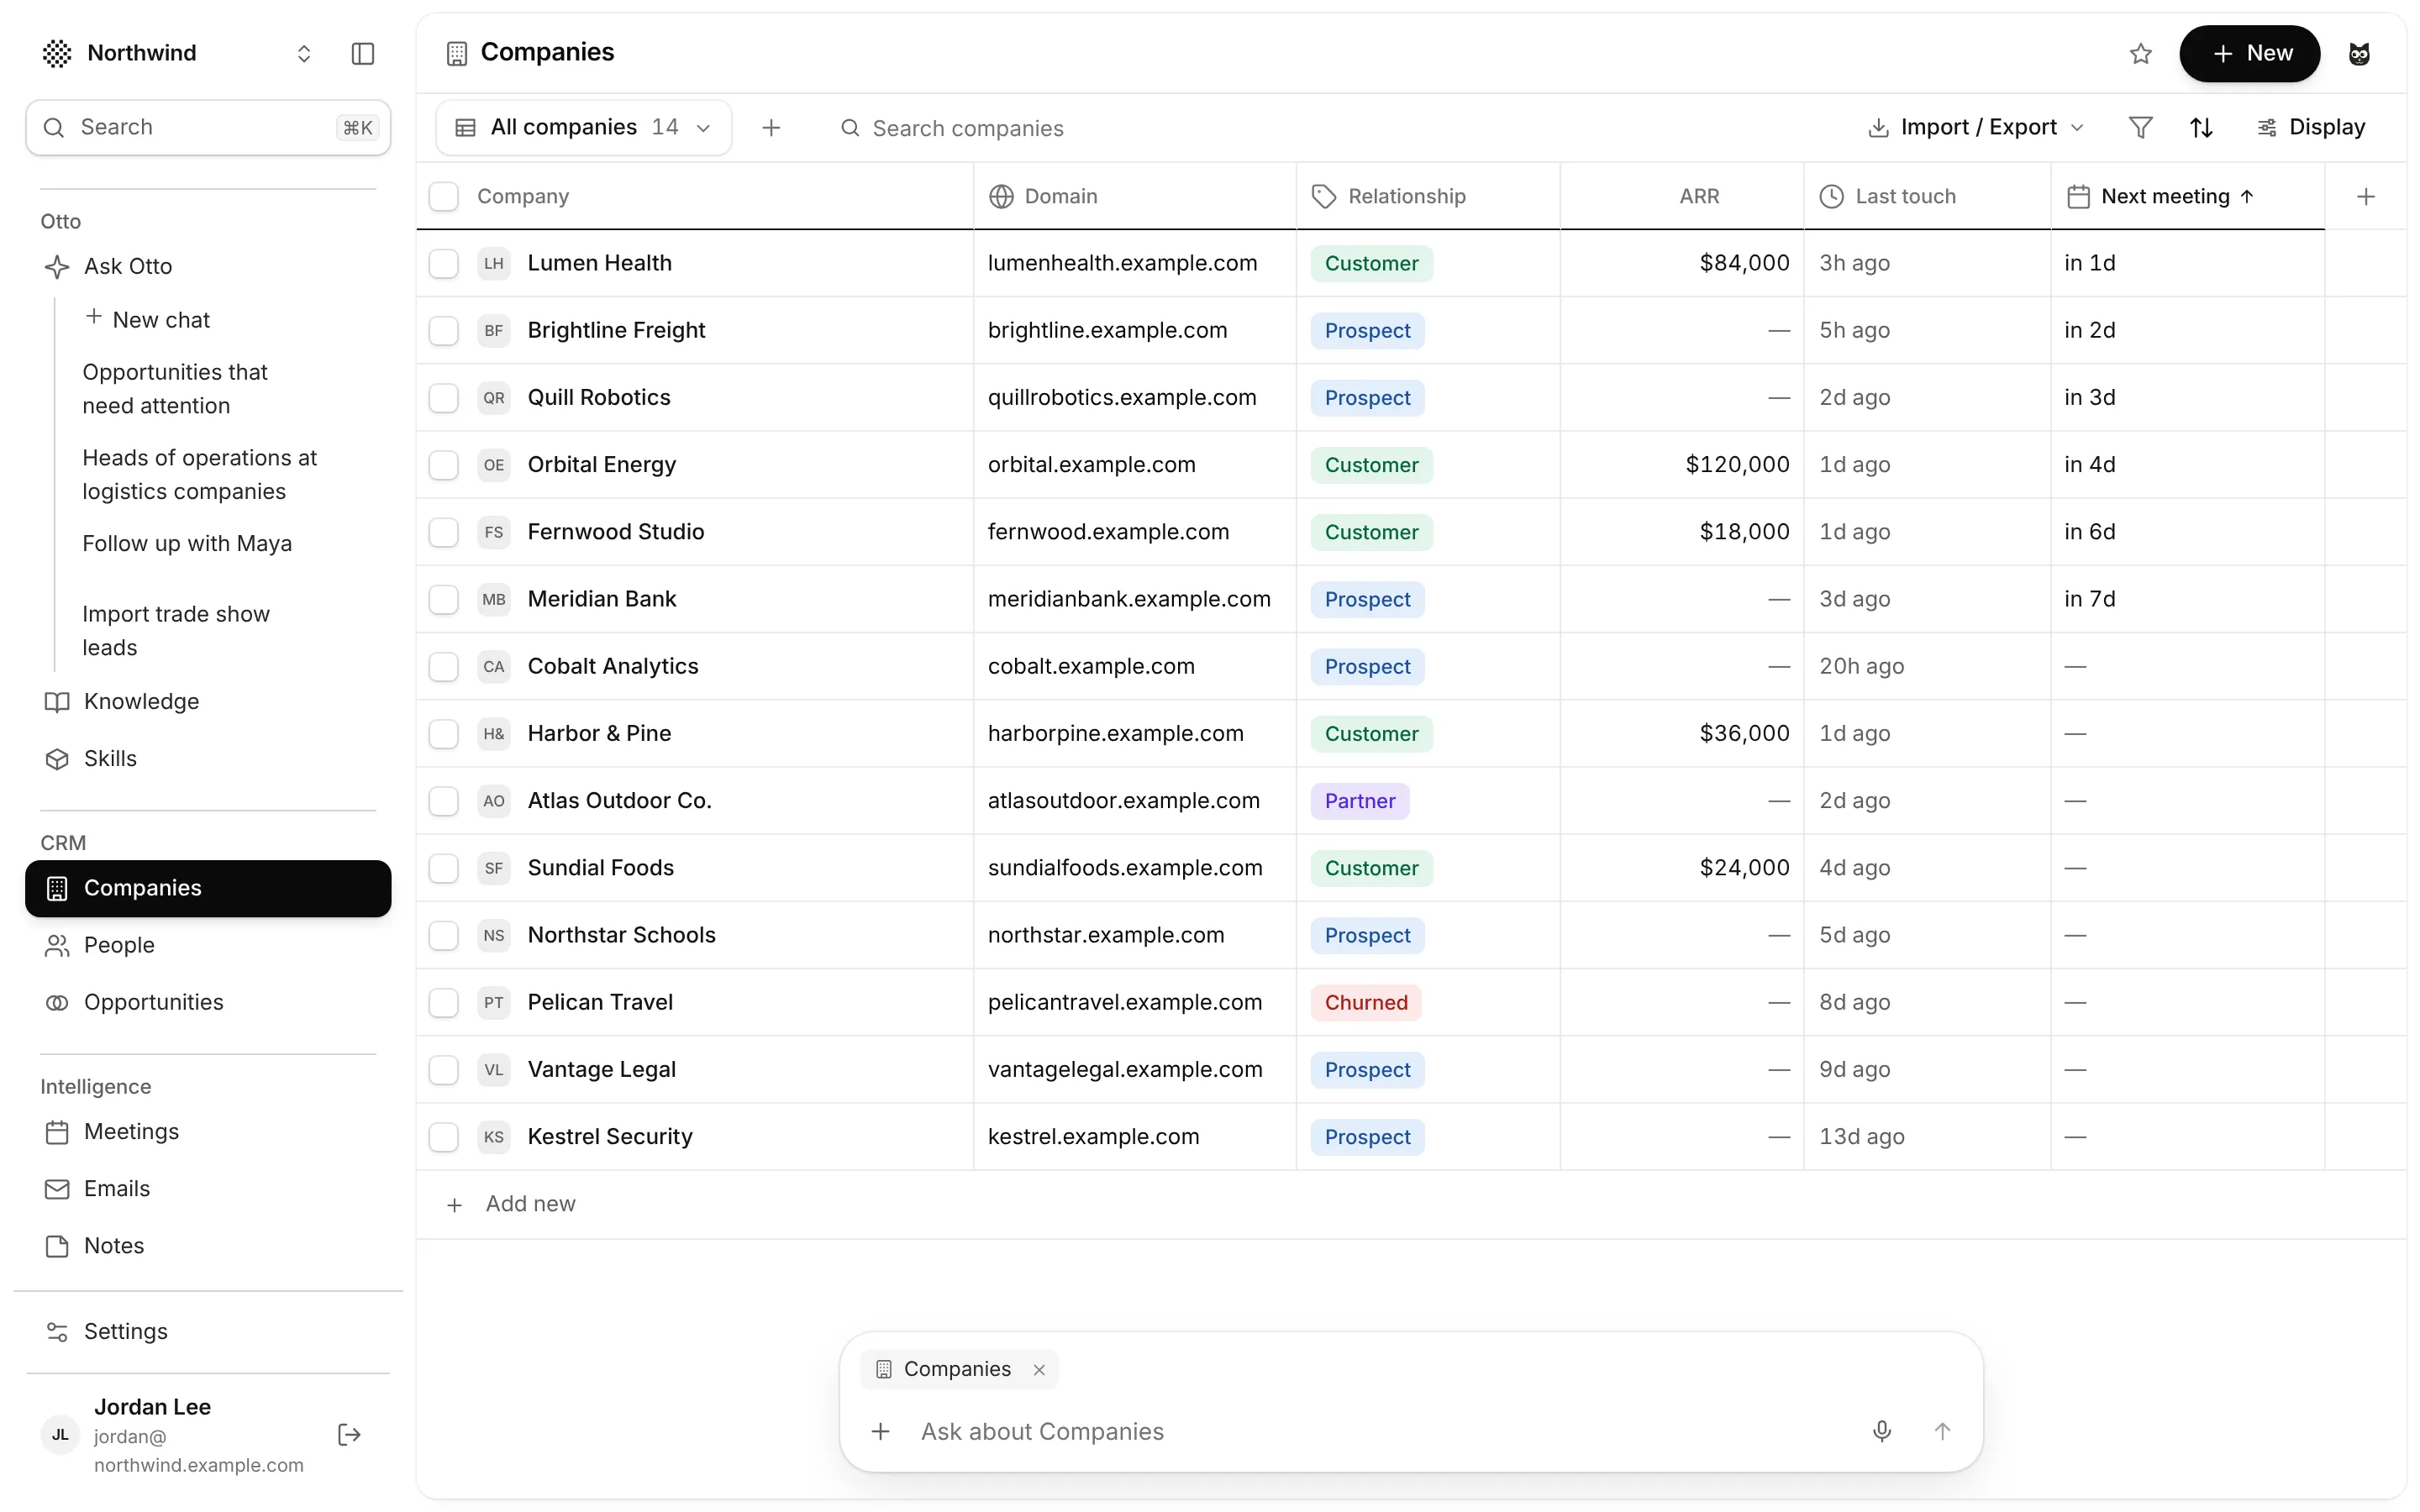 Northwind
Search ⌘K
Otto
Ask Otto
+ New chat
Opportunities that
need attention
Heads of operations at
logistics companies
Follow up with Maya
Import trade show
leads
Knowledge
Skills
CRM
Companies
People
Opportunities
Intelligence
Meetings
Emails
Notes
Settings
JL
Jordan Lee
jordan@
northwind.example.com
Companies
+ New
All companies 14
Search companies
Import / Export
Display
Company Domain Relationship ARR Last touch Next meeting ↑
LH Lumen Health lumenhealth.example.com Customer $84,000 3h ago in 1d
BF Brightline Freight brightline.example.com Prospect — 5h ago in 2d
QR Quill Robotics quillrobotics.example.com Prospect — 2d ago in 3d
OE Orbital Energy orbital.example.com Customer $120,000 1d ago in 4d
FS Fernwood Studio fernwood.example.com Customer $18,000 1d ago in 6d
MB Meridian Bank meridianbank.example.com Prospect — 3d ago in 7d
CA Cobalt Analytics cobalt.example.com Prospect — 20h ago —
H& Harbor & Pine harborpine.example.com Customer $36,000 1d ago —
AO Atlas Outdoor Co. atlasoutdoor.example.com Partner — 2d ago —
SF Sundial Foods sundialfoods.example.com Customer $24,000 4d ago —
NS Northstar Schools northstar.example.com Prospect — 5d ago —
PT Pelican Travel pelicantravel.example.com Churned — 8d ago —
VL Vantage Legal vantagelegal.example.com Prospect — 9d ago —
KS Kestrel Security kestrel.example.com Prospect — 13d ago —
+ Add new
Companies ×
Ask about Companies